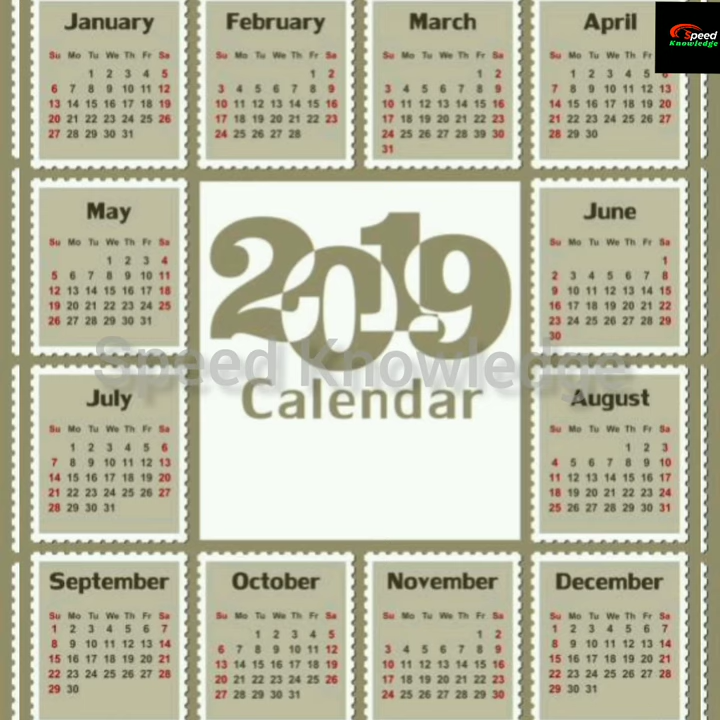 Speed
Knowledge
January
Su Mo Tu We Th Fr Sa
1 2 3 4 5
6 7 8 9 10 11 12
13 14 15 16 17 18 19
20 21 22 23 24 25 26
27 28 29 30 31
February
Su Mo Tu We Th Fr Sa
1 2
3 4 5 6 7 8 9
10 11 12 13 14 15 16
17 18 19 20 21 22 23
24 25 26 27 28
March
Su Mo Tu We Th Fr Sa
1 2
3 4 5 6 7 8 9
10 11 12 13 14 15 16
17 18 19 20 21 22 23
24 25 26 27 28 29 30
31
April
Su Mo Tu We Th Fr
1 2 3 4 5 6
7 8 9 10 11 12 13
14 15 16 17 18 19 20
21 22 23 24 25 26 27
28 29 30
May
Su Mo Tu We Th Fr Sa
1 2 3 4
5 6 7 8 9 10 11
12 13 14 15 16 17 18
19 20 21 22 23 24 25
26 27 28 29 30 31
2019
Calendar
June
Su Mo Tu We Th Fr Sa
1
2 3 4 5 6 7 8
9 10 11 12 13 14 15
16 17 18 19 20 21 22
23 24 25 26 27 28 29
30
Speed Knowledge
July
Su Mo Tu We Th Fr Sa
1 2 3 4 5 6
7 8 9 10 11 12 13
14 15 16 17 18 19 20
21 22 23 24 25 26 27
28 29 30 31
August
Su Mo Tu We Th Fr Sa
1 2 3
4 5 6 7 8 9 10
11 12 13 14 15 16 17
18 19 20 21 22 23 24
25 26 27 28 29 30 31
September
Su Mo Tu We Th Fr Sa
1 2 3 4 5 6 7
8 9 10 11 12 13 14
15 16 17 18 19 20 21
22 23 24 25 26 27 28
29 30
October
Su Mo Tu We Th Fr Sa
1 2 3 4 5
6 7 8 9 10 11 12
13 14 15 16 17 18 19
20 21 22 23 24 25 26
27 28 29 30 31
November
Su Mo Tu We Th Fr Sa
1 2
3 4 5 6 7 8 9
10 11 12 13 14 15 16
17 18 19 20 21 22 23
24 25 26 27 28 29 30
December
Su Mo Tu We Th Fr Sa
1 2 3 4 5 6 7
8 9 10 11 12 13 14
15 16 17 18 19 20 21
22 23 24 25 26 27 28
29 30 31